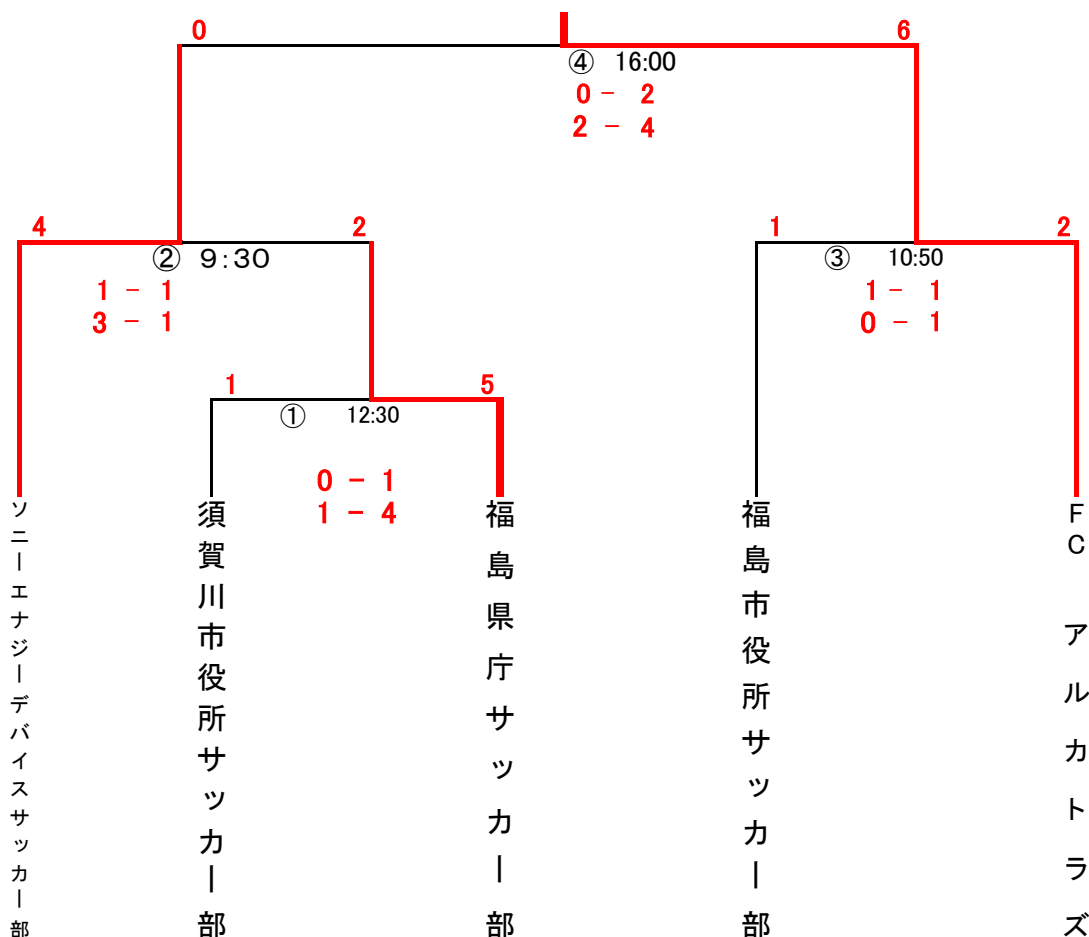 0 6
④ 16:00
0 - 2
2 - 4
4 2
② 9:30
1 - 1
3 - 1
1 2
③ 10:50
1 - 1
0 - 1
1 5
① 12:30
0 - 1
1 - 4
ソニーエナジーデバイスサッカー部
須賀川市役所サッカー部
福島県庁サッカー部
福島市役所サッカー部
FC アルカトラズ